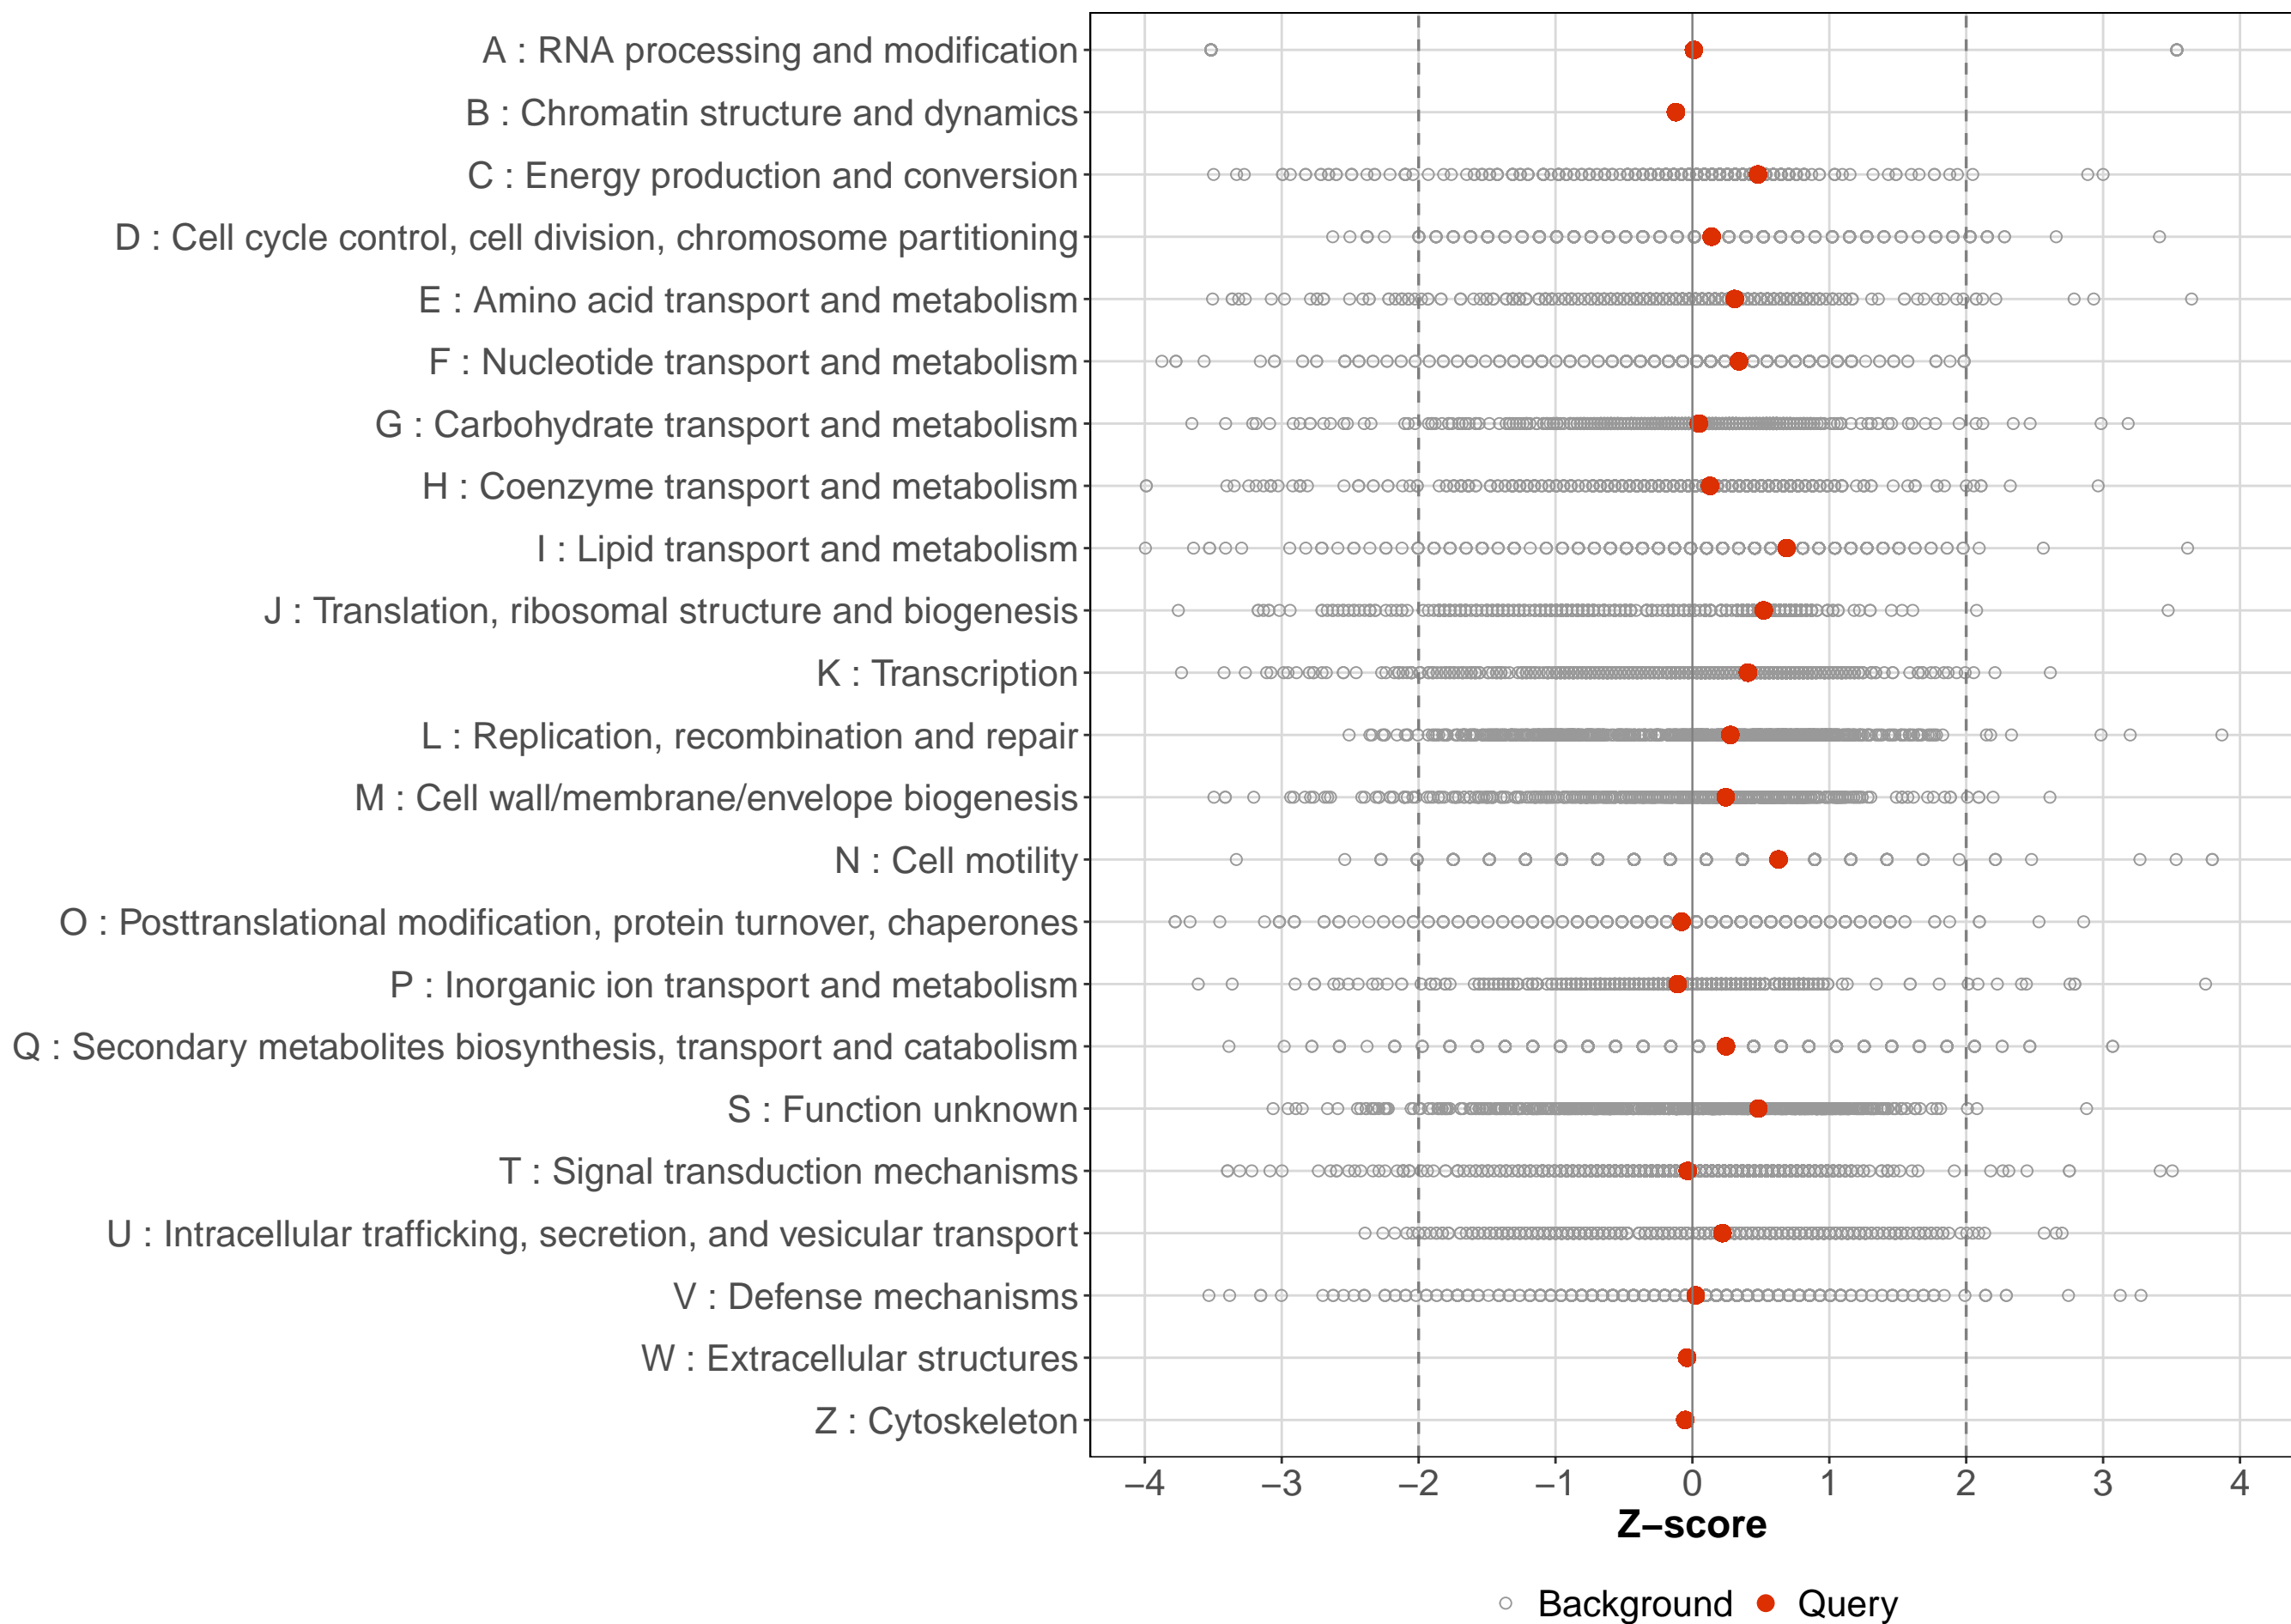 A : RNA processing and modification
B : Chromatin structure and dynamics
C : Energy production and conversion
D : Cell cycle control, cell division, chromosome partitioning
E : Amino acid transport and metabolism
F : Nucleotide transport and metabolism
G : Carbohydrate transport and metabolism
H : Coenzyme transport and metabolism
I : Lipid transport and metabolism
J : Translation, ribosomal structure and biogenesis
K : Transcription
L : Replication, recombination and repair
M : Cell wall/membrane/envelope biogenesis
N : Cell motility
O : Posttranslational modification, protein turnover, chaperones
P : Inorganic ion transport and metabolism
Q : Secondary metabolites biosynthesis, transport and catabolism
S : Function unknown
T : Signal transduction mechanisms
U : Intracellular trafficking, secretion, and vesicular transport
V : Defense mechanisms
W : Extracellular structures
Z : Cytoskeleton
−4 −3 −2 −1 0 1 2 3 4
Z−score
Background Query